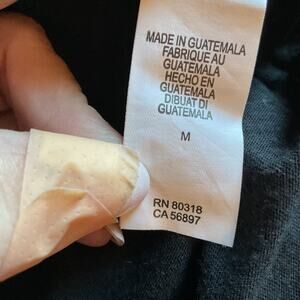 MADE IN GUATEMALA
FABRIQUE AU
GUATEMALA
HECHO EN
GUATEMALA
DIBUAT DI
GUATEMALA
M
RN 80318
CA 56897